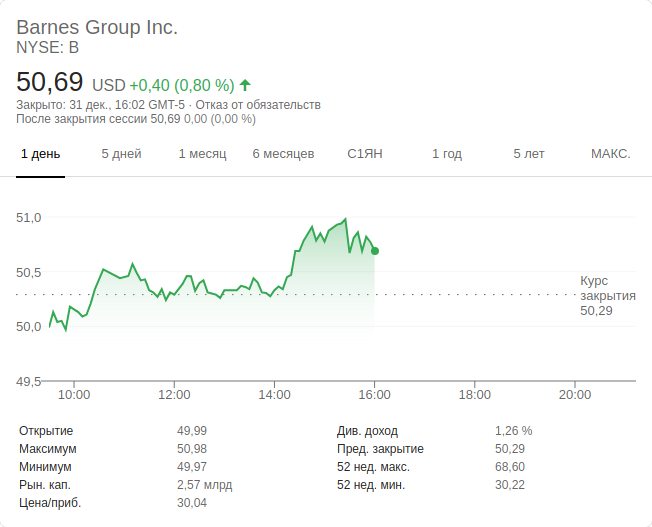 Barnes Group Inc.
NYSE: B
50,69 USD +0,40 (0,80 %)
Закрыто: 31 дек., 16:02 GMT-5 · Отказ от обязательств
После закрытия сессии 50,69 0,00 (0,00 %)
1 день 5 дней 1 месяц 6 месяцев С1ЯН 1 год 5 лет МАКС.
51,0
50,5
Курс
закрытия
50,29
50,0
49,5
10:00 12:00 14:00 16:00 18:00 20:00
Открытие 49,99 Див. доход 1,26 %
Максимум 50,98 Пред. закрытие 50,29
Минимум 49,97 52 нед. макс. 68,60
Рын. кап. 2,57 млрд 52 нед. мин. 30,22
Цена/приб. 30,04